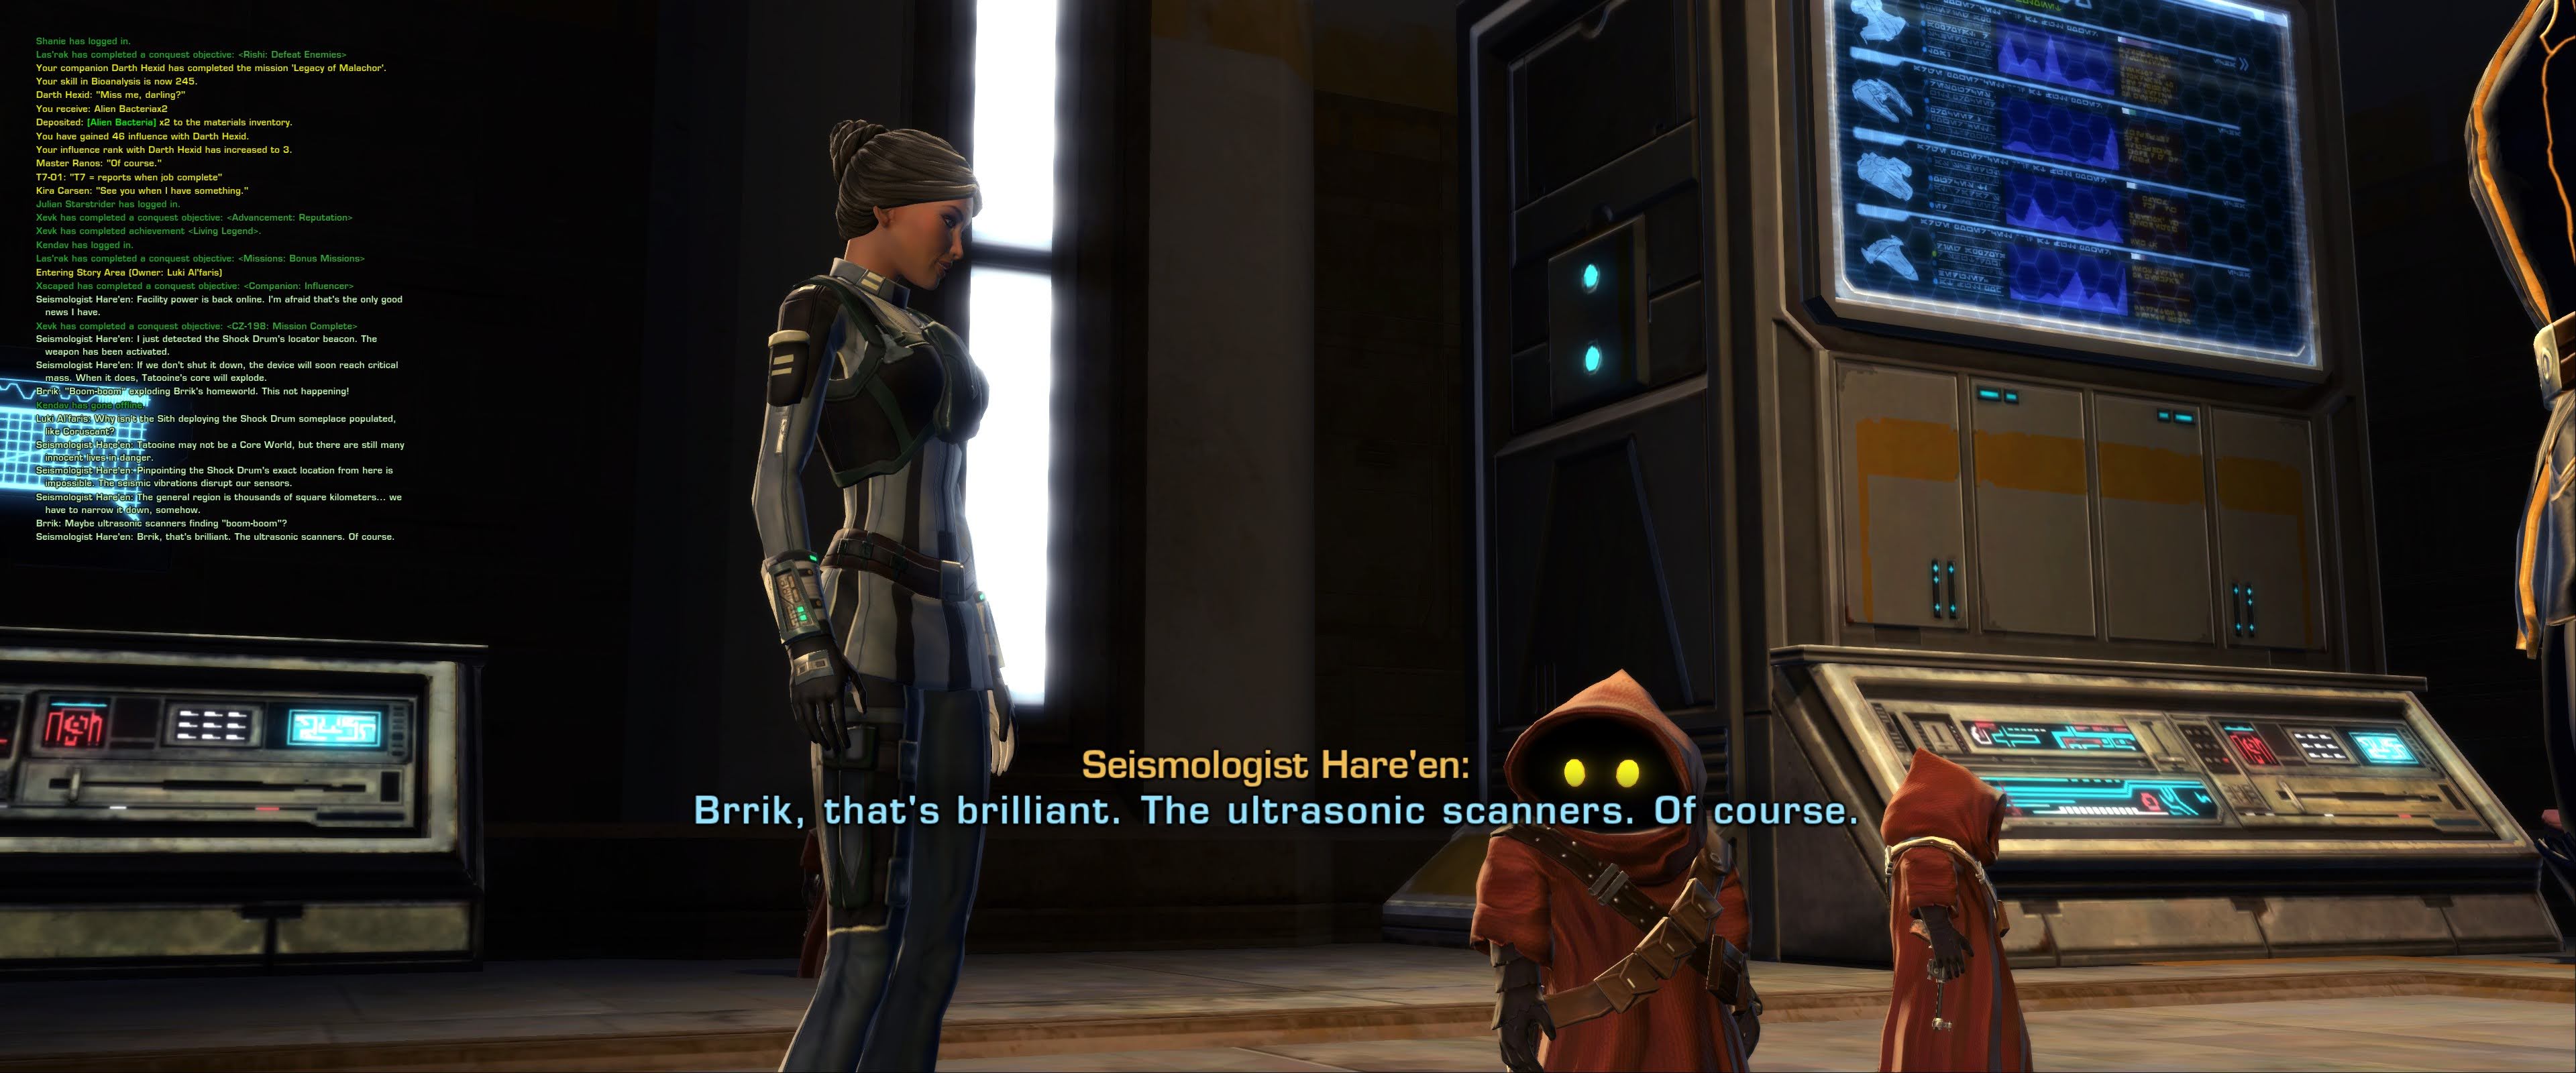 Shanie has logged in.
Las'rak has completed a conquest objective: <Rishi: Defeat Enemies>
Your companion Darth Hexid has completed the mission 'Legacy of Malachor'.
Your skill in Bioanalysis is now 245.
Darth Hexid: "Miss me, darling?"
You receive: Alien Bacteriax2
Deposited: [Alien Bacteria] x2 to the materials inventory.
You have gained 46 influence with Darth Hexid.
Your influence rank with Darth Hexid has increased to 3.
Master Ranos: "Of course."
T7-01: "T7 = reports when job complete"
Kira Carsen: "See you when I have something."
Julian Starstrider has logged in.
Xevk has completed a conquest objective: <Advancement: Reputation>
Xevk has completed achievement <Living Legend>.
Kendav has logged in.
Las'rak has completed a conquest objective: <Missions: Bonus Missions>
Entering Story Area (Owner: Luki Al'faris)
Xscaped has completed a conquest objective: <Companion: Influencer>
Seismologist Hare'en: Facility power is back online. I'm afraid that's the only good
news I have.
Xevk has completed a conquest objective: <CZ-198: Mission Complete>
Seismologist Hare'en: I just detected the Shock Drum's locator beacon. The
weapon has been activated.
Seismologist Hare'en: If we don't shut it down, the device will soon reach critical
mass. When it does, Tatooine's core will explode.
Brrik: "Boom-boom" exploding Brrik's homeworld. This not happening!
Kendav has gone offline.
Luki Al'faris: Why isn't the Sith deploying the Shock Drum someplace populated,
like Coruscant?
Seismologist Hare'en: Tatooine may not be a Core World, but there are still many
innocent lives in danger.
Seismologist Hare'en: Pinpointing the Shock Drum's exact location from here is
impossible. The seismic vibrations disrupt our sensors.
Seismologist Hare'en: The general region is thousands of square kilometers... we
have to narrow it down, somehow.
Brrik: Maybe ultrasonic scanners finding "boom-boom"?
Seismologist Hare'en: Brrik, that's brilliant. The ultrasonic scanners. Of course.
Seismologist Hare'en:
Brrik, that's brilliant. The ultrasonic scanners. Of course.